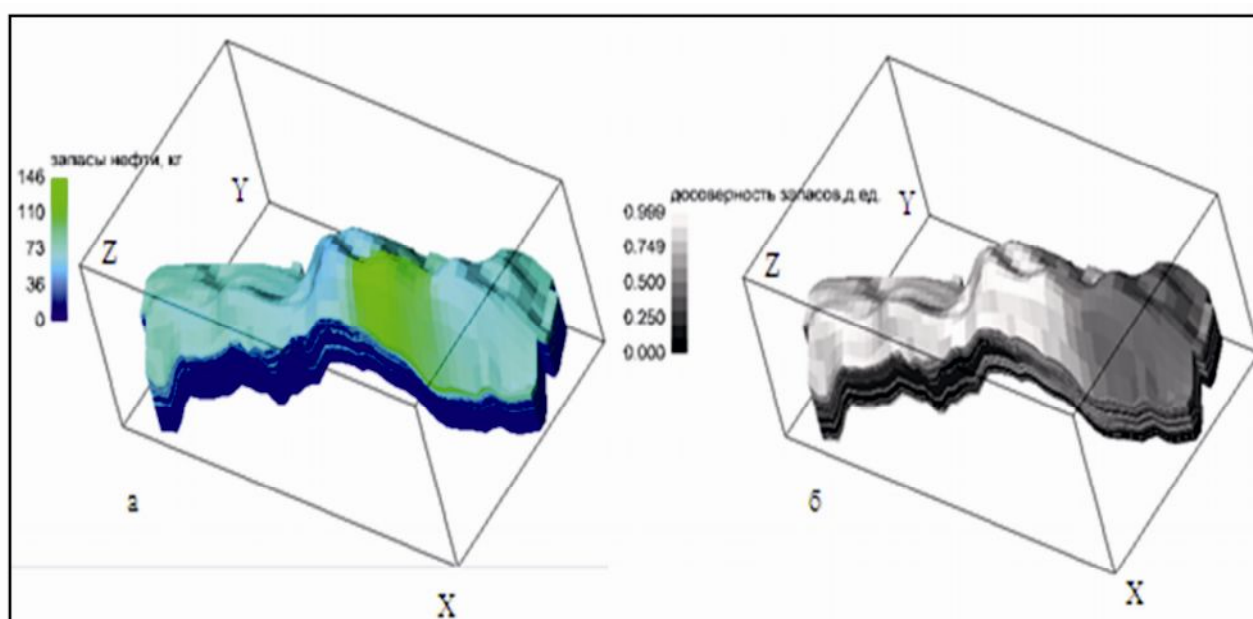 запасы нефти, кг
146
110
73
36
0
Y
Z
X
а
досоверность запасов,д.ед.
0.999
0.749
0.500
0.250
0.000
Y
Z
X
б